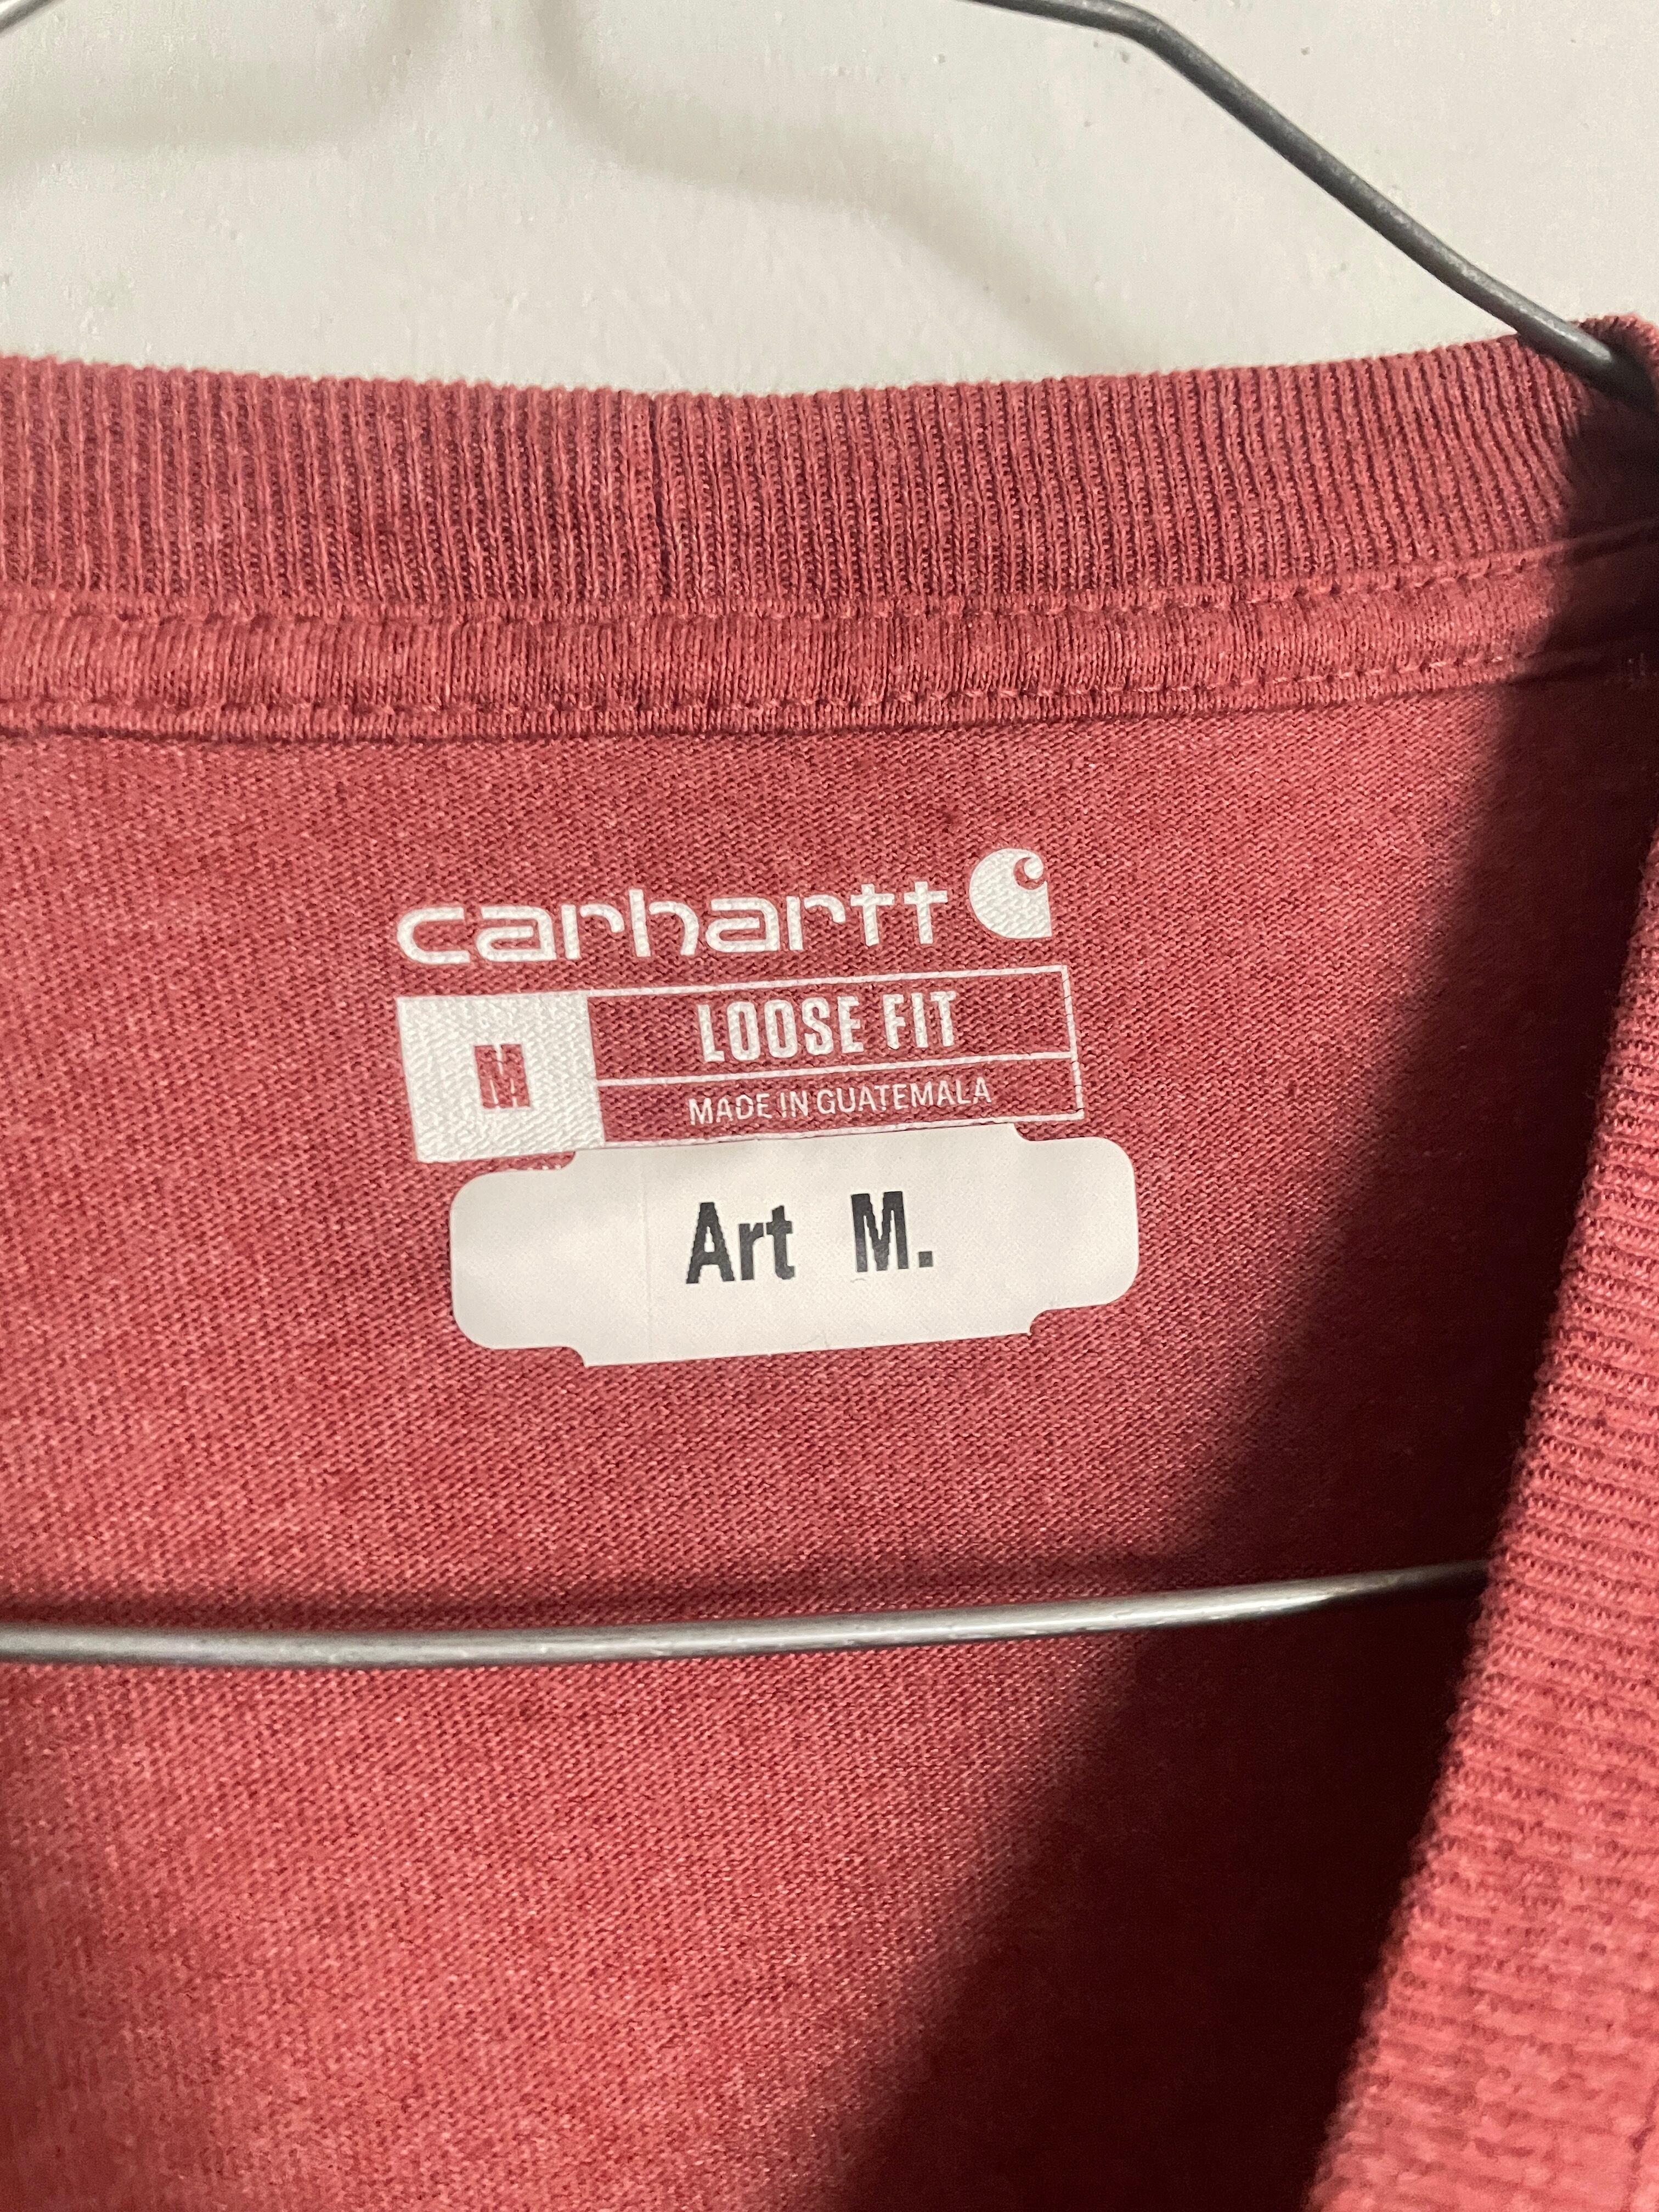 carhartt
M
LOOSE FIT
MADE IN GUATEMALA
Art M.